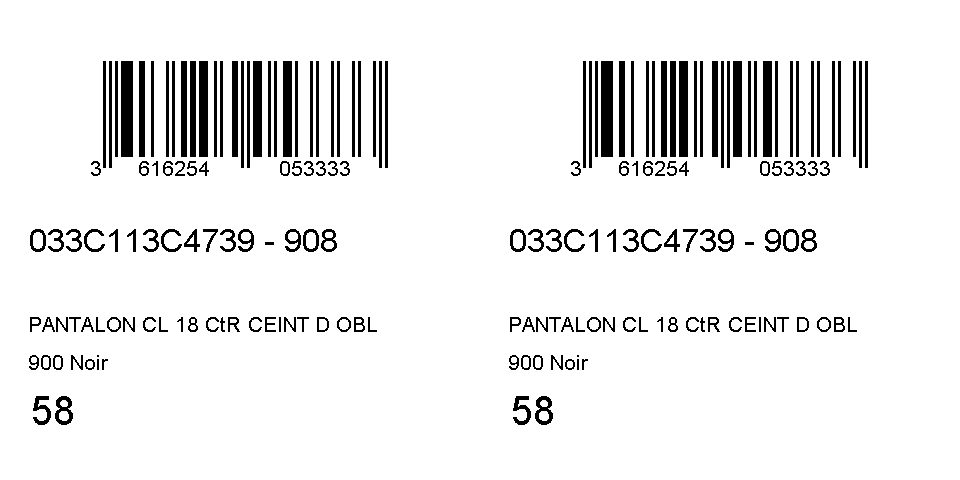 3 616254 053333
033C113C4739 - 908
PANTALON CL 18 CtR CEINT D OBL
900 Noir
58
3 616254 053333
033C113C4739 - 908
PANTALON CL 18 CtR CEINT D OBL
900 Noir
58